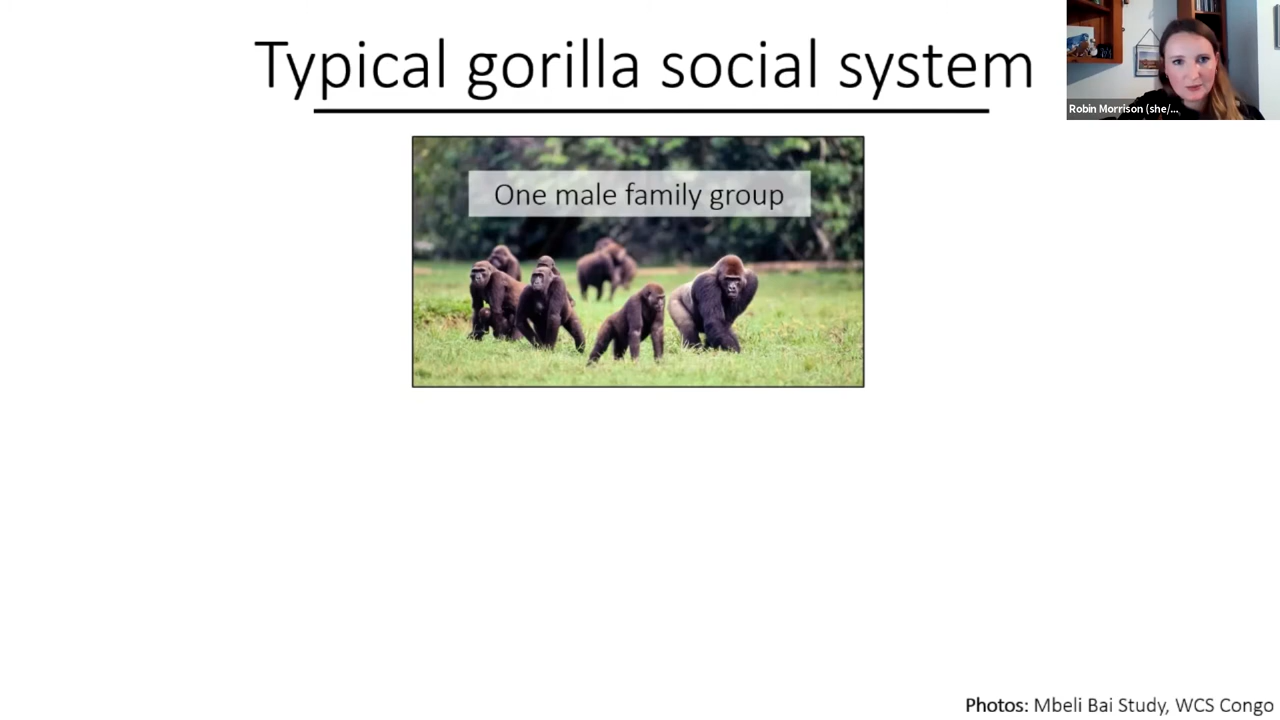 Typical gorilla social system
Robin Morrison (she/...
One male family group
Photos: Mbeli Bai Study, WCS Congo